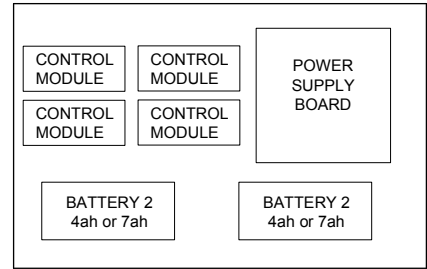 CONTROL
MODULE
CONTROL
MODULE
POWER
SUPPLY
BOARD
CONTROL
MODULE
CONTROL
MODULE
BATTERY 2
4ah or 7ah
BATTERY 2
4ah or 7ah